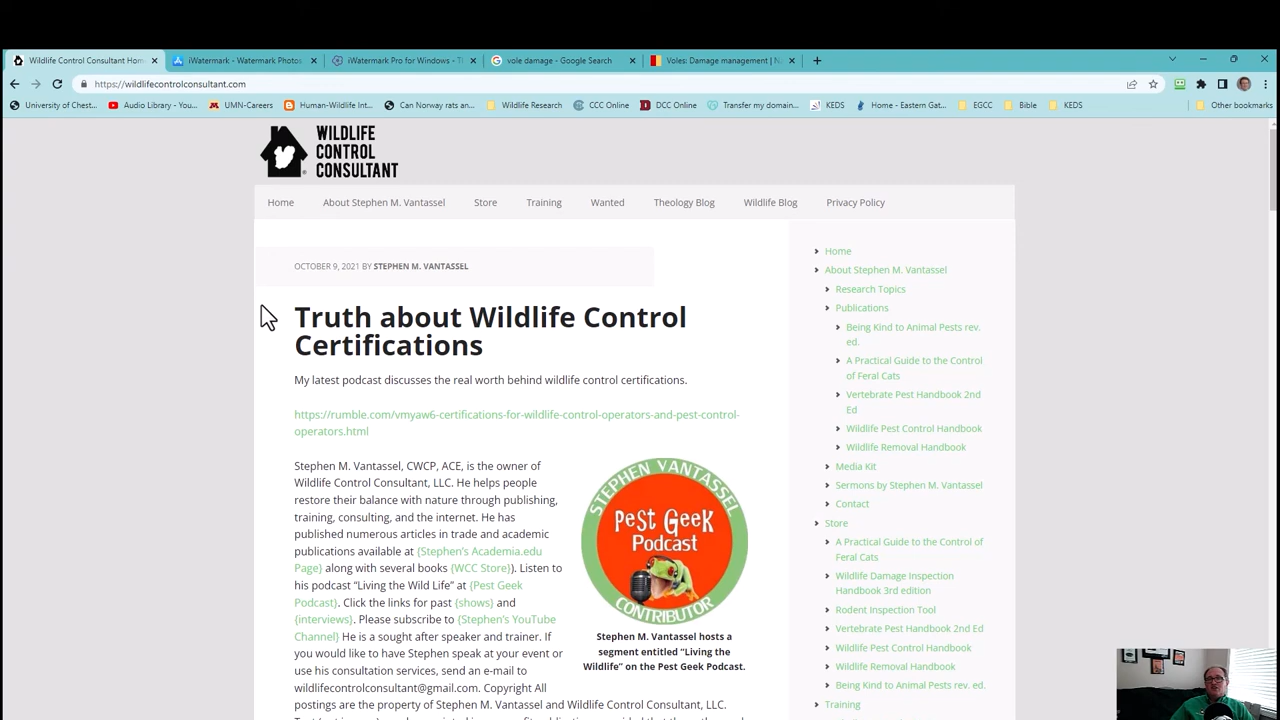 Wildlife Control Consultant Hom
iWatermark - Watermark Photos
iWatermark Pro for Windows - T
vole damage - Google Search
Voles: Damage management | N
https://wildlifecontrolconsultant.com
University of Chest...
Audio Library - You...
UMN-Careers
Human-Wildlife Int...
Can Norway rats an...
Wildlife Research
CCC Online
DCC Online
Transfer my domain...
KEDS
Home - Eastern Gat...
EGCC
Bible
KEDS
Other bookmarks
WILDLIFE
CONTROL
CONSULTANT
Home
About Stephen M. Vantassel
Store
Training
Wanted
Theology Blog
Wildlife Blog
Privacy Policy
OCTOBER 9, 2021 BY STEPHEN M. VANTASSEL
Truth about Wildlife Control
Certifications
My latest podcast discusses the real worth behind wildlife control certifications.
https://rumble.com/vmyaw6-certifications-for-wildlife-control-operators-and-pest-control-
operators.html
Stephen M. Vantassel, CWCP, ACE, is the owner of
Wildlife Control Consultant, LLC. He helps people
restore their balance with nature through publishing,
training, consulting, and the internet. He has
published numerous articles in trade and academic
publications available at {Stephen's Academia.edu
Page} along with several books {WCC Store}). Listen to
his podcast "Living the Wild Life" at {Pest Geek
Podcast}. Click the links for past {shows} and
{interviews}. Please subscribe to {Stephen's YouTube
Channel} He is a sought after speaker and trainer. If
you would like to have Stephen speak at your event or
use his consultation services, send an e-mail to
wildlifecontrolconsultant@gmail.com. Copyright All
postings are the property of Stephen M. Vantassel and Wildlife Control Consultant, LLC.
STEPHEN VANTASSEL
PEST GEEK
PODCAST
CONTRIBUTOR
Stephen M. Vantassel hosts a
segment entitled "Living the
Wildlife" on the Pest Geek Podcast.
Home
About Stephen M. Vantassel
Research Topics
Publications
Being Kind to Animal Pests rev.
ed.
A Practical Guide to the Control
of Feral Cats
Vertebrate Pest Handbook 2nd
Ed
Wildlife Pest Control Handbook
Wildlife Removal Handbook
Media Kit
Sermons by Stephen M. Vantassel
Contact
Store
A Practical Guide to the Control of
Feral Cats
Wildlife Damage Inspection
Handbook 3rd edition
Rodent Inspection Tool
Vertebrate Pest Handbook 2nd Ed
Wildlife Pest Control Handbook
Wildlife Removal Handbook
Being Kind to Animal Pests rev. ed.
Training